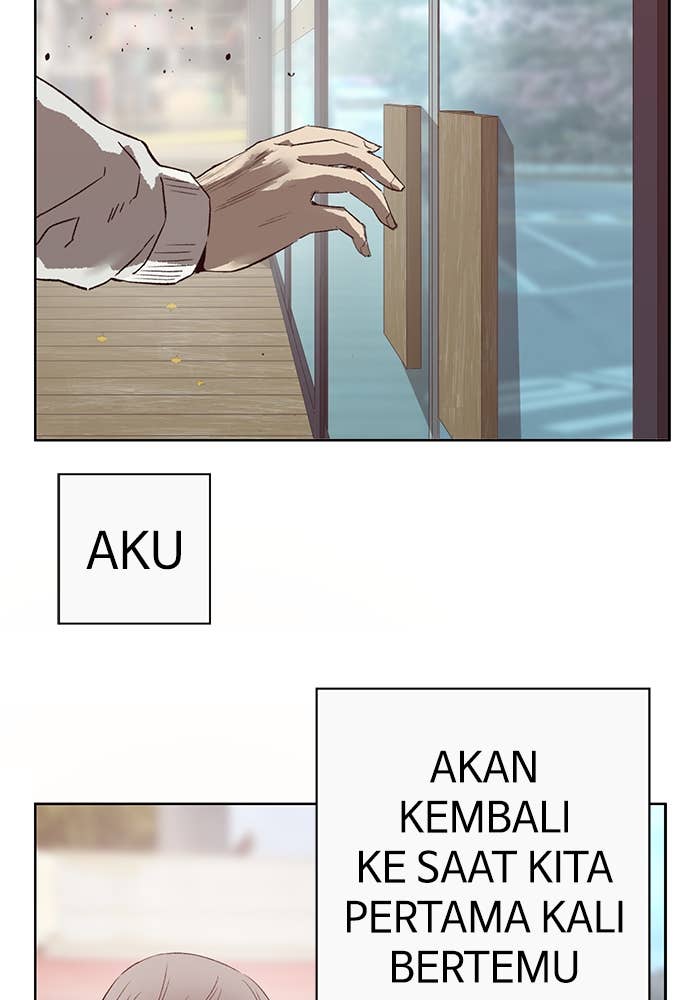 AKU
AKAN
KEMBALI
KE SAAT KITA
PERTAMA KALI
BERTEMU